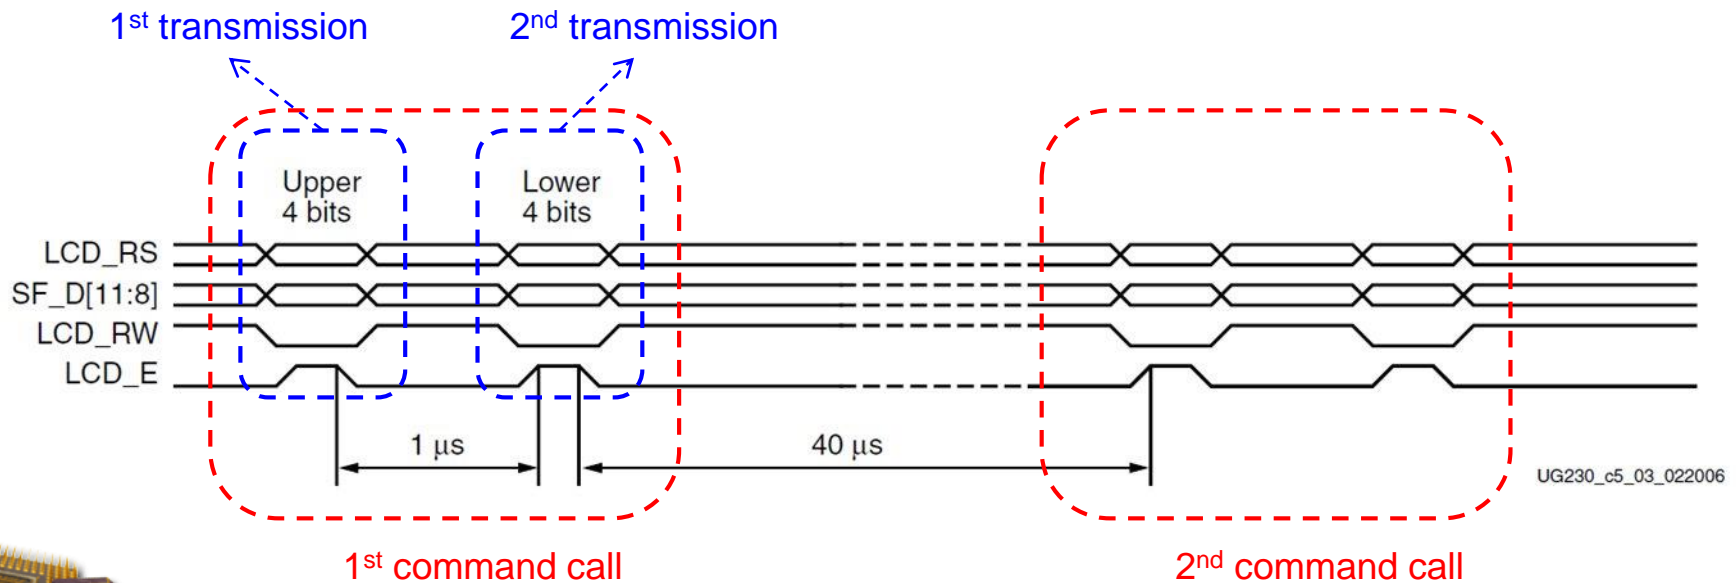 1st transmission
2nd transmission
Upper
4 bits
Lower
4 bits
LCD_RS
SF_D[11:8]
LCD_RW
LCD_E
1 µs
40 µs
UG230_c5_03_022006
1st command call
2nd command call